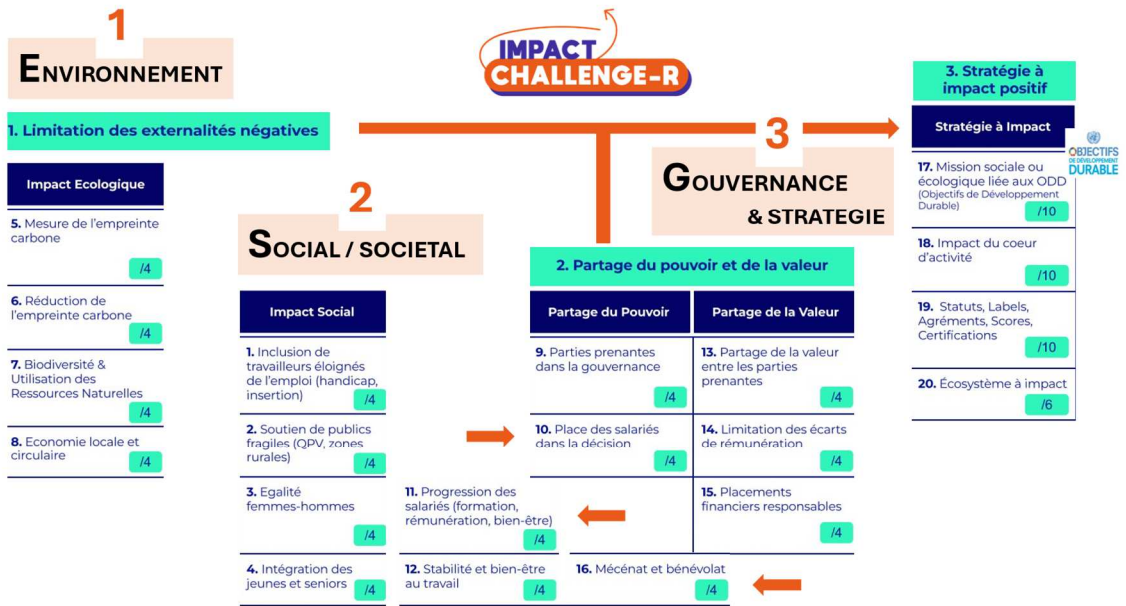 1
ENVIRONNEMENT
IMPACT
CHALLENGE-R
1. Limitation des externalités négatives
Impact Ecologique
5. Mesure de l'empreinte
carbone
/4
6. Réduction de
l'empreinte carbone
/4
7. Biodiversité &
Utilisation des
Ressources Naturelles
/4
8. Economie locale et
circulaire
/4
2
SOCIAL / SOCIETAL
Impact Social
1. Inclusion de
travailleurs éloignés
de l'emploi (handicap,
insertion)
/4
2. Soutien de publics
fragiles (QPV, zones
rurales)
/4
3. Egalité
femmes-hommes
/4
4. Intégration des
jeunes et seniors
/4
11. Progression des
salariés (formation,
rémunération, bien-être)
/4
12. Stabilité et bien-être
au travail
/4
3
GOUVERNANCE
& STRATEGIE
2. Partage du pouvoir et de la valeur
Partage du Pouvoir
9. Parties prenantes
dans la gouvernance
/4
10. Place des salariés
dans la décision
/4
Partage de la Valeur
13. Partage de la valeur
entre les parties
prenantes
/4
14. Limitation des écarts
de rémunération
/4
15. Placements
financiers responsables
/4
16. Mécénat et bénévolat
/4
3. Stratégie à
impact positif
Stratégie à Impact
OBJECTIFS
DE DÉVELOPPEMENT
DURABLE
17. Mission sociale ou
écologique liée aux ODD
(Objectifs de Développement
Durable)
/10
18. Impact du coeur
d'activité
/10
19. Statuts, Labels,
Agréments, Scores,
Certifications
/10
20. Écosystème à impact
/6